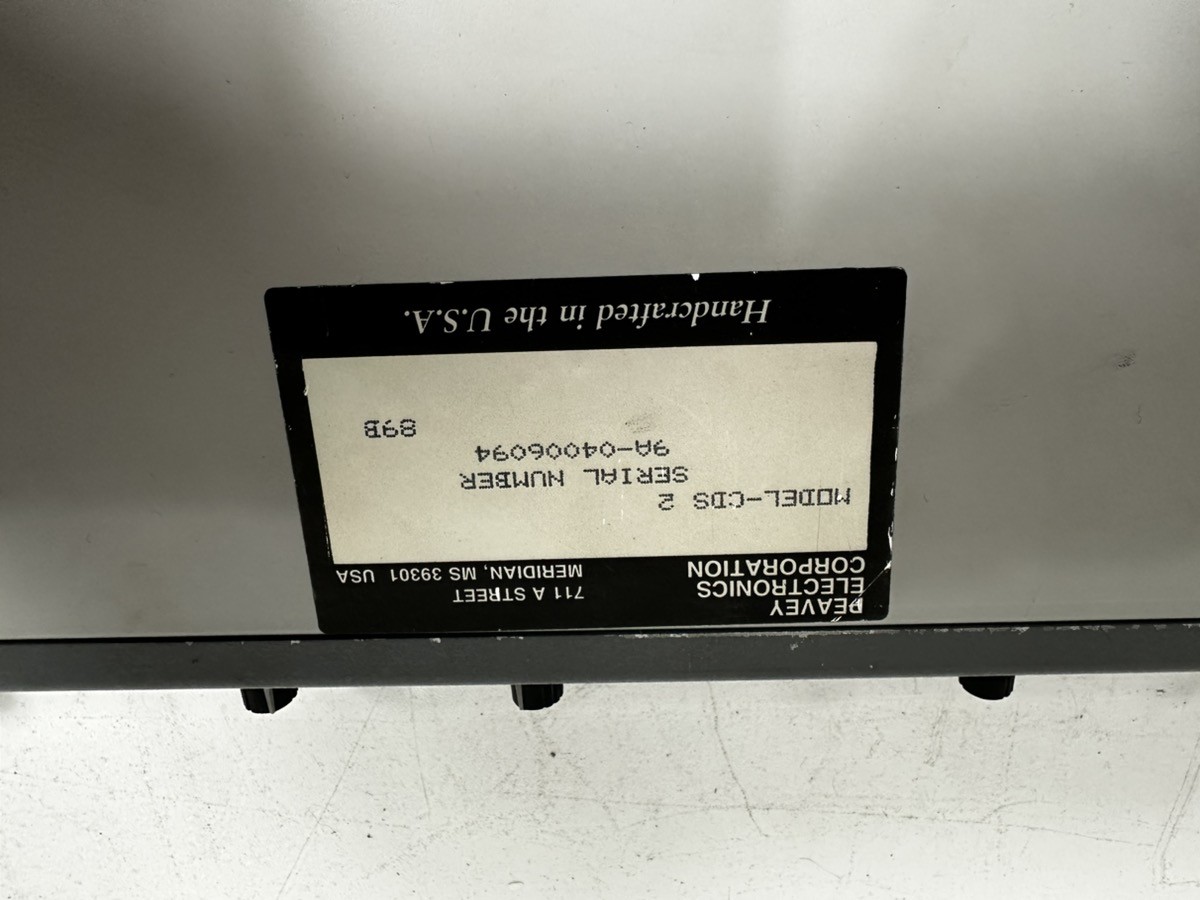 PEAVEY
ELECTRONICS
CORPORATION
711 A STREET
MERIDIAN, MS 39301 USA
MODEL-CDS 2
SERIAL NUMBER
9A-04006094
89B
Handcrafted in the U.S.A.